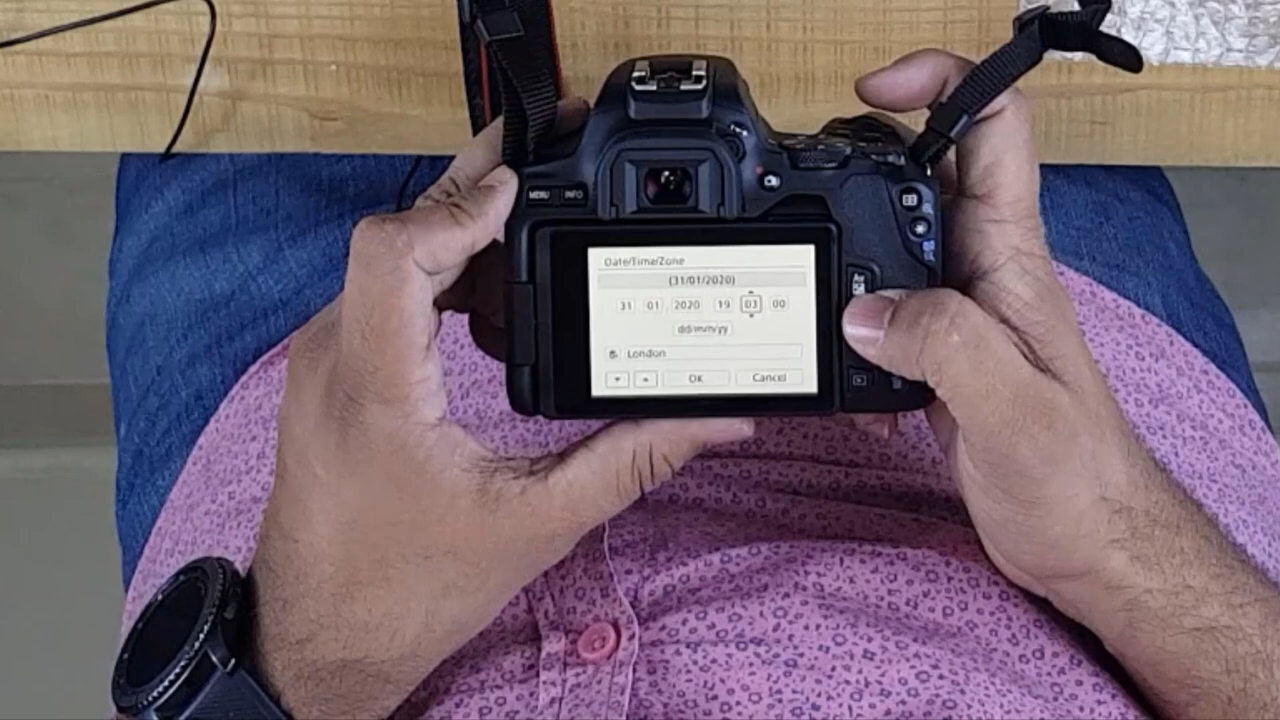 MENU INFO
Date/Time/Zone
(31/01/2020)
31 01 2020 19 03 00
dd/mm/yy
London
OK Cancel
Av